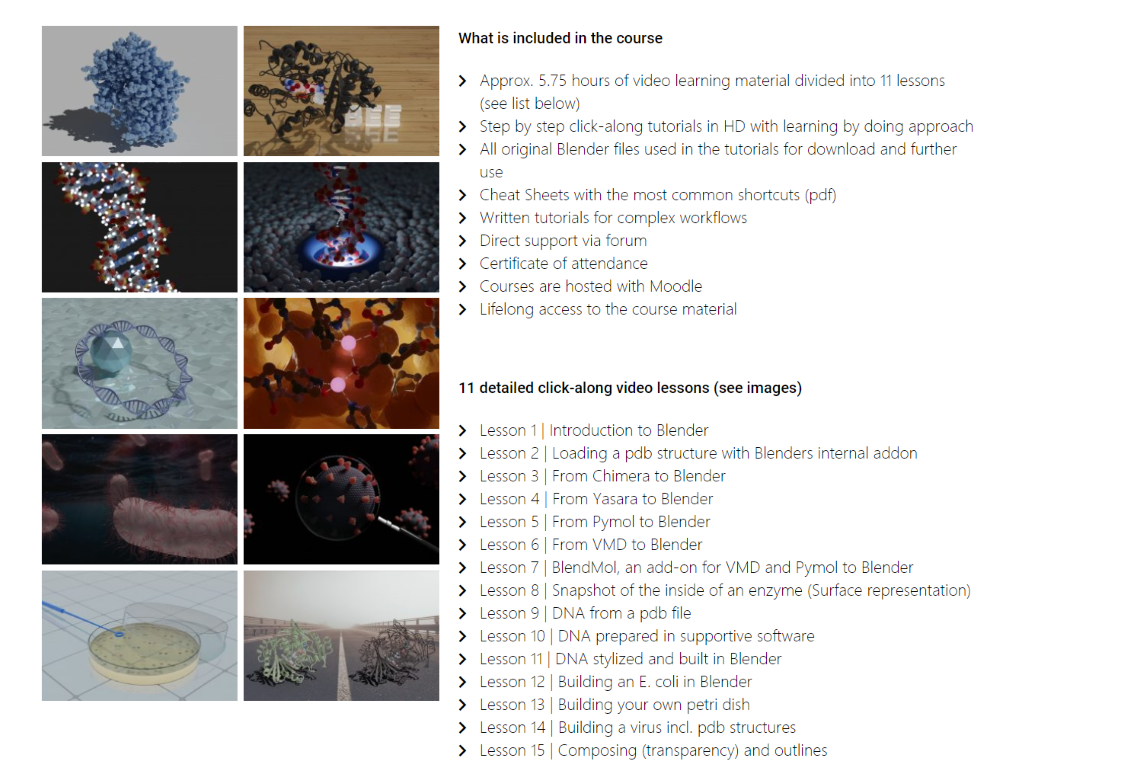 What is included in the course
Approx. 5.75 hours of video learning material divided into 11 lessons
(see list below)
Step by step click-along tutorials in HD with learning by doing approach
All original Blender files used in the tutorials for download and further
use
Cheat Sheets with the most common shortcuts (pdf)
Written tutorials for complex workflows
Direct support via forum
Certificate of attendance
Courses are hosted with Moodle
Lifelong access to the course material
11 detailed click-along video lessons (see images)
Lesson 1 | Introduction to Blender
Lesson 2 | Loading a pdb structure with Blenders internal addon
Lesson 3 | From Chimera to Blender
Lesson 4 | From Yasara to Blender
Lesson 5 | From Pymol to Blender
Lesson 6 | From VMD to Blender
Lesson 7 | BlendMol, an add-on for VMD and Pymol to Blender
Lesson 8 | Snapshot of the inside of an enzyme (Surface representation)
Lesson 9 | DNA from a pdb file
Lesson 10 | DNA prepared in supportive software
Lesson 11 | DNA stylized and built in Blender
Lesson 12 | Building an E. coli in Blender
Lesson 13 | Building your own petri dish
Lesson 14 | Building a virus incl. pdb structures
Lesson 15 | Composing (transparency) and outlines